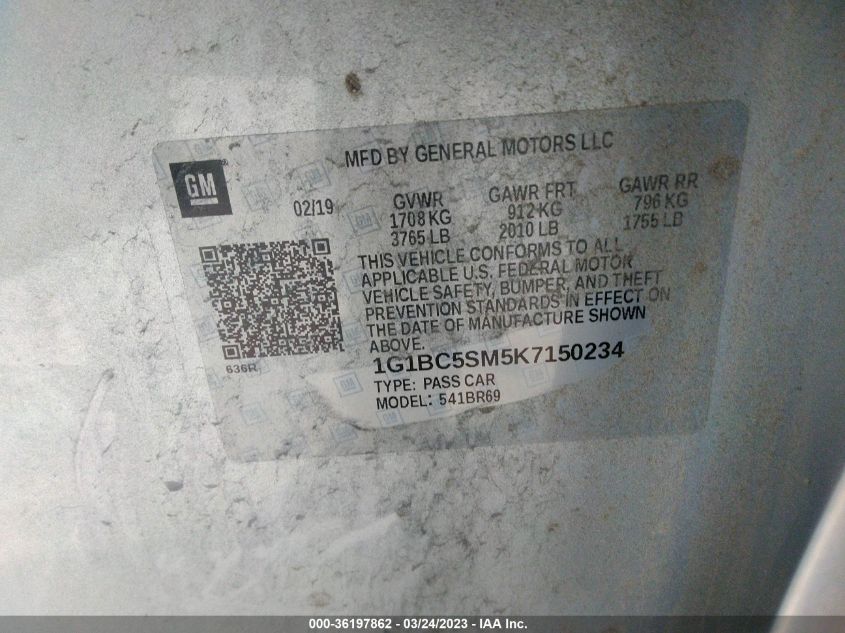 MFD BY GENERAL MOTORS LLC
GM
02/19
GVWR
1708 KG
3765 LB
GAWR FRT
912 KG
2010 LB
GAWR RR
796 KG
1755 LB
THIS VEHICLE CONFORMS TO ALL
APPLICABLE U.S. FEDERAL MOTOR
VEHICLE SAFETY, BUMPER, AND THEFT
PREVENTION STANDARDS IN EFFECT ON
THE DATE OF MANUFACTURE SHOWN
ABOVE.
636R
1G1BC5SM5K7150234
TYPE: PASS CAR
MODEL: 541BR69
000-36197862 - 03/24/2023 - IAA Inc.